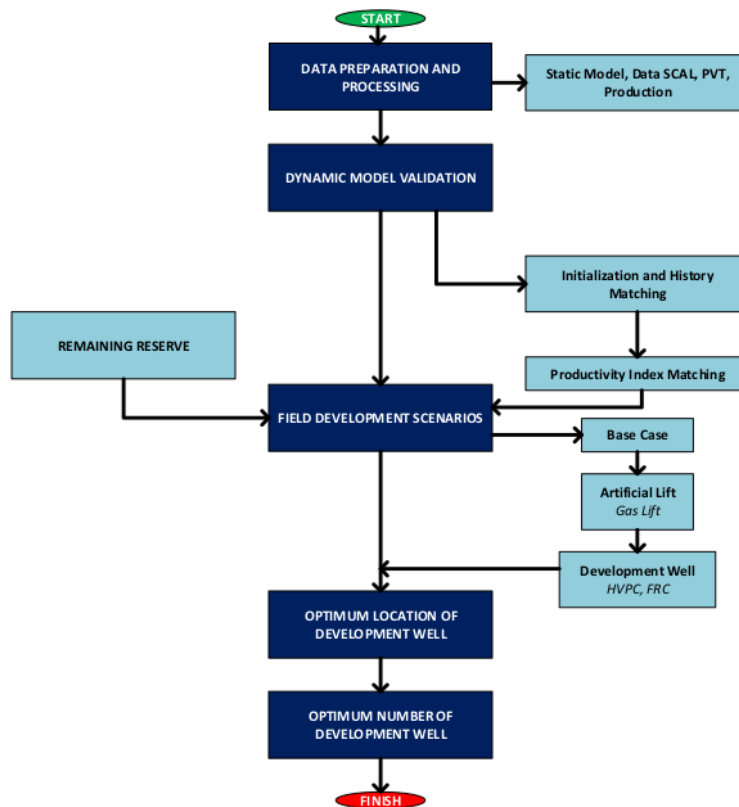 START
DATA PREPARATION AND
PROCESSING
Static Model, Data SCAL, PVT,
Production
DYNAMIC MODEL VALIDATION
Initialization and History
Matching
REMAINING RESERVE
Productivity Index Matching
FIELD DEVELOPMENT SCENARIOS
Base Case
Artificial Lift
Gas Lift
Development Well
HVPC, FRC
OPTIMUM LOCATION OF
DEVELOPMENT WELL
OPTIMUM NUMBER OF
DEVELOPMENT WELL
FINISH